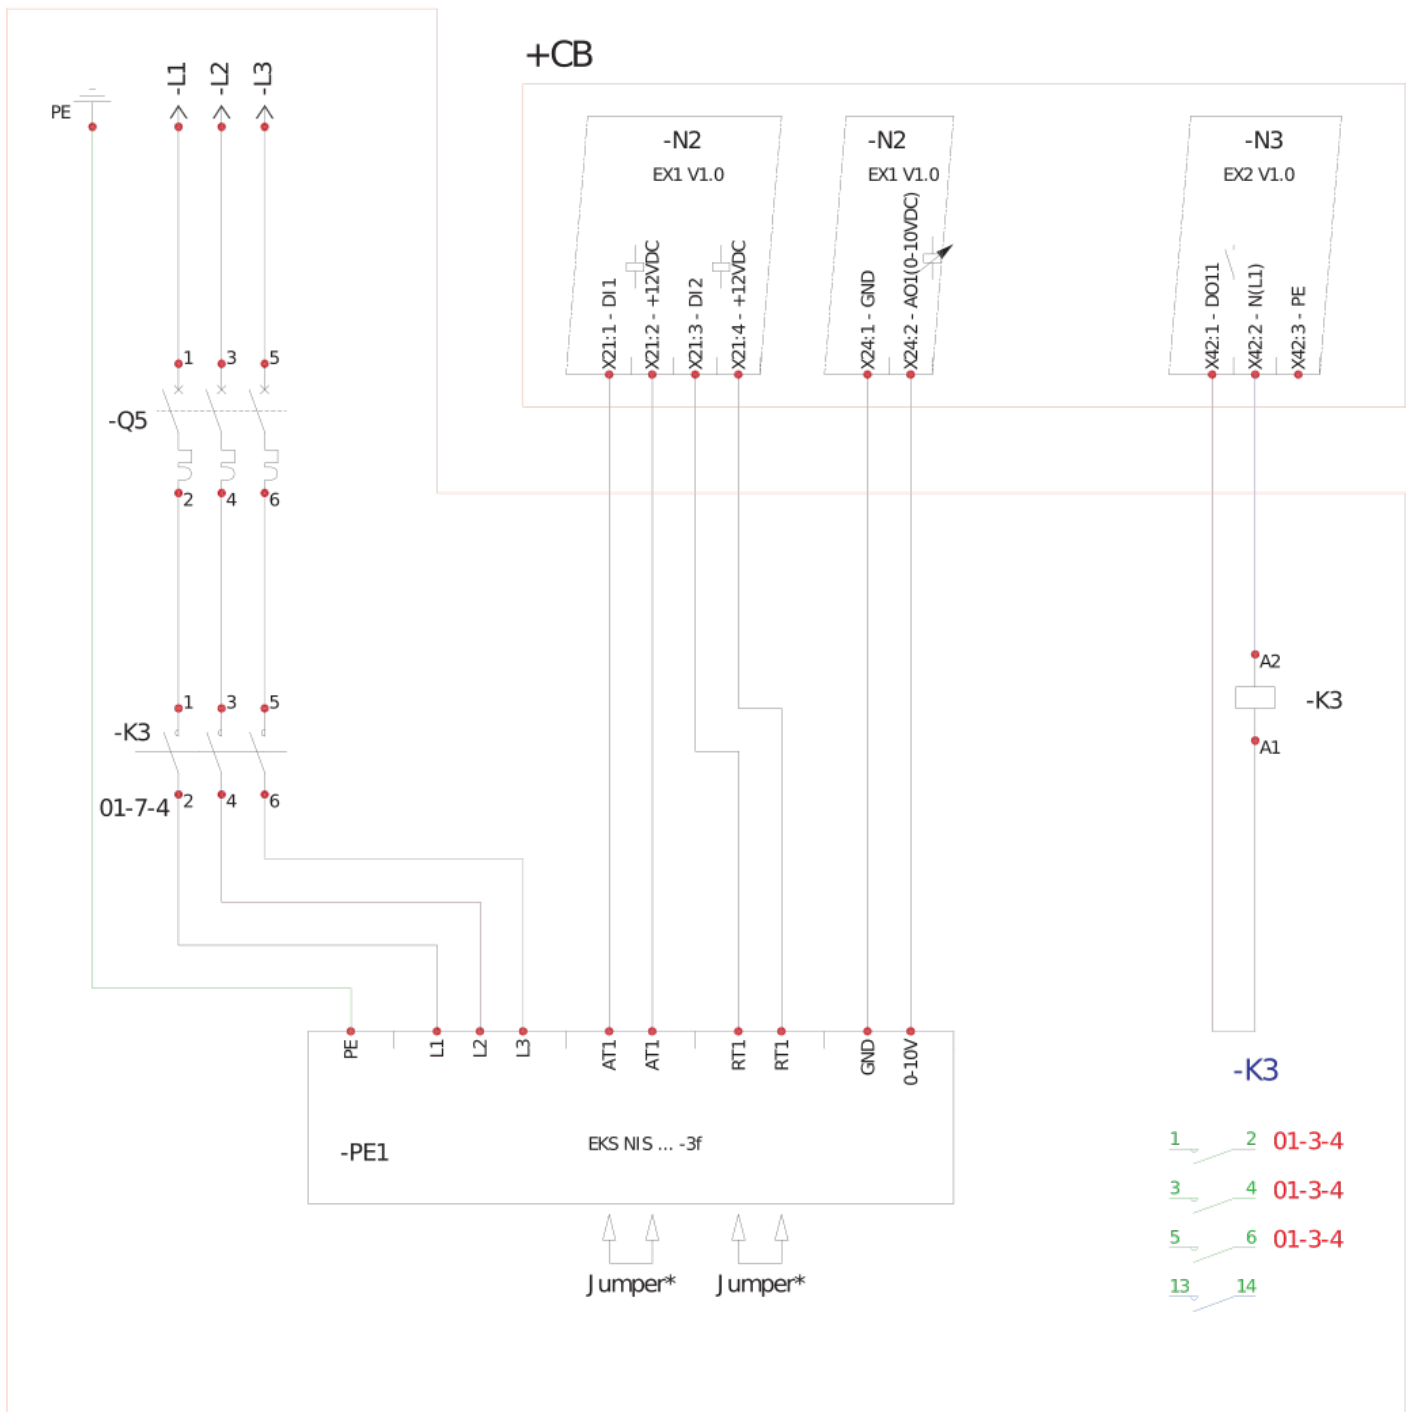 +CB
-L1
-L2
-L3
PE
-N2
EX1 V1.0
X21:1 - DI1
X21:2 - +12VDC
X21:3 - DI2
X21:4 - +12VDC
-N2
EX1 V1.0
X24:1 - GND
X24:2 - AO1(0-10VDC)
-N3
EX2 V1.0
X42:1 - DO11
X42:2 - N(L1)
X42:3 - PE
1 3 5
-Q5
2 4 6
1 3 5
-K3
01-7-4
2 4 6
A2
-K3
A1
PE
L1
L2
L3
AT1
AT1
RT1
RT1
GND
0-10V
-PE1
EKS NIS ... -3f
Jumper*
Jumper*
-K3
1 2 01-3-4
3 4 01-3-4
5 6 01-3-4
13 14